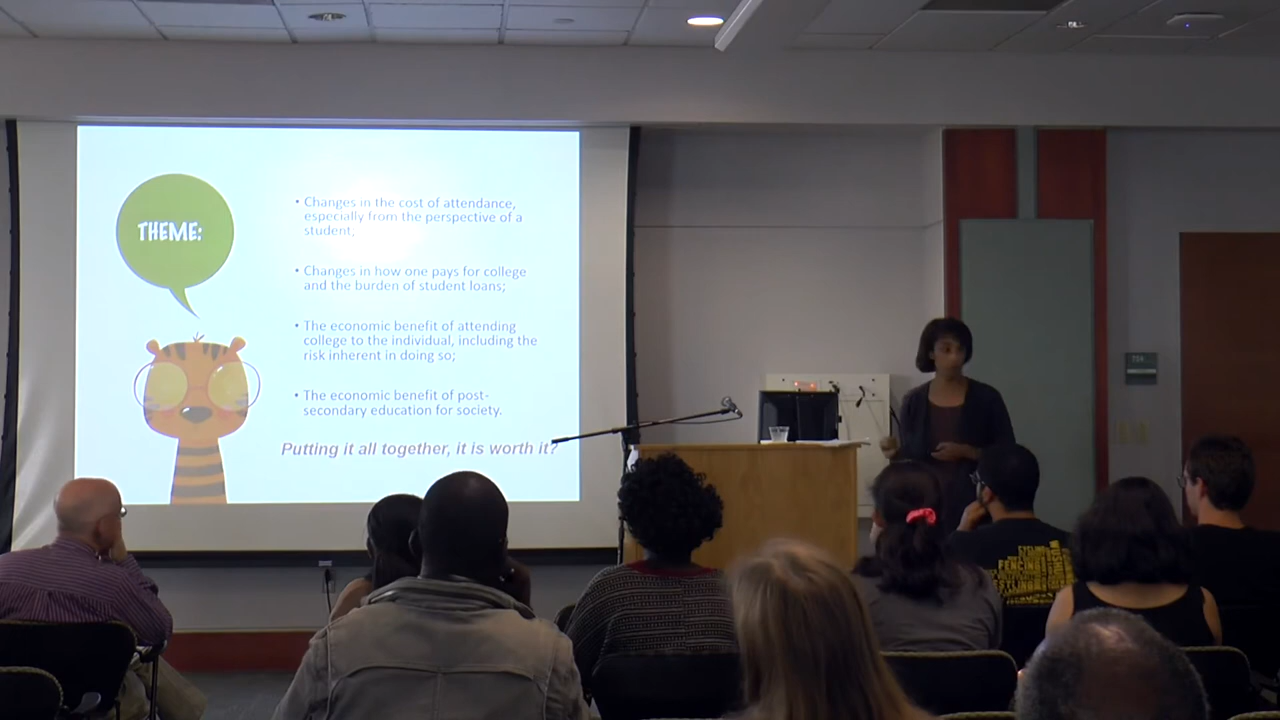 THEME:
• Changes in the cost of attendance,
especially from the perspective of a
student;
• Changes in how one pays for college
and the burden of student loans;
• The economic benefit of attending
college to the individual, including the
risk inherent in doing so;
• The economic benefit of post-
secondary education for society.
Putting it all together, it is worth it?
FENCING